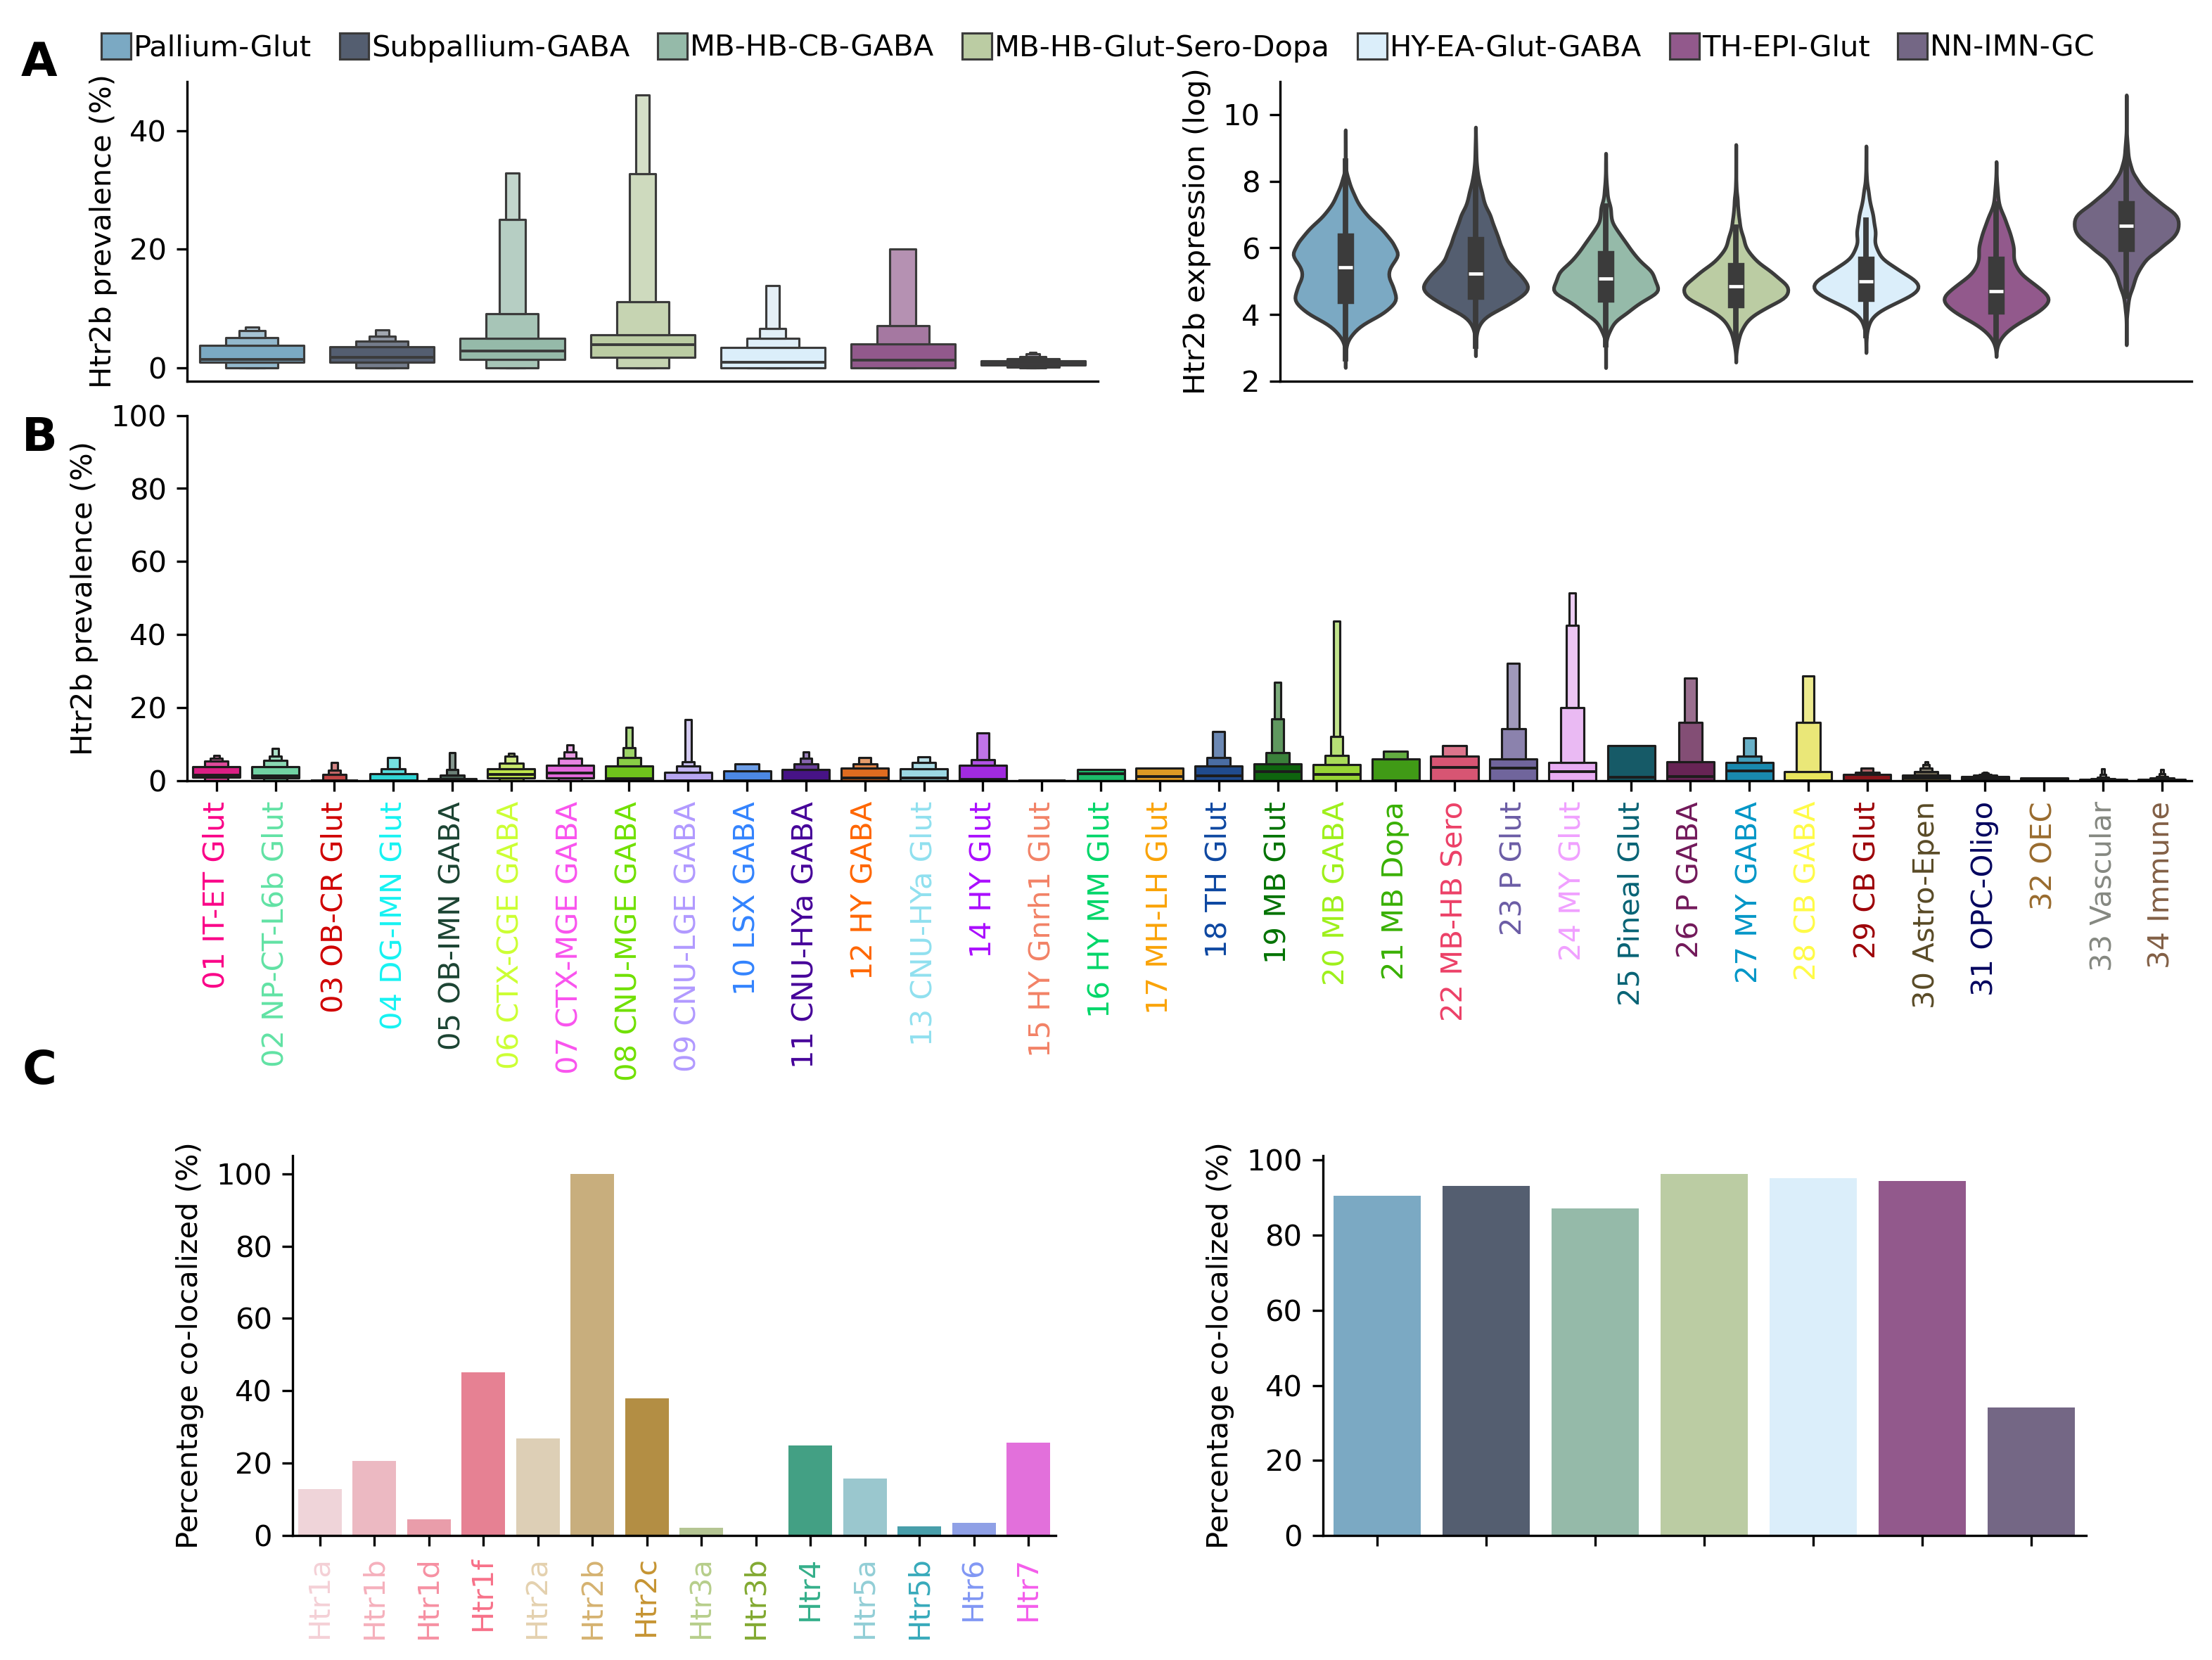 A
Pallium-Glut Subpallium-GABA MB-HB-CB-GABA MB-HB-Glut-Sero-Dopa HY-EA-Glut-GABA TH-EPI-Glut NN-IMN-GC
Htr2b prevalence (%)
40
20
0
Htr2b expression (log)
10
8
6
4
2
B
Htr2b prevalence (%)
100
80
60
40
20
0
01 IT-ET Glut
02 NP-CT-L6b Glut
03 OB-CR Glut
04 DG-IMN Glut
05 OB-IMN GABA
06 CTX-CGE GABA
07 CTX-MGE GABA
08 CNU-MGE GABA
09 CNU-LGE GABA
10 LSX GABA
11 CNU-HYa GABA
12 HY GABA
13 CNU-HYa Glut
14 HY Glut
15 HY Gnrh1 Glut
16 HY MM Glut
17 MH-LH Glut
18 TH Glut
19 MB Glut
20 MB GABA
21 MB Dopa
22 MB-HB Sero
23 P Glut
24 MY Glut
25 Pineal Glut
26 P GABA
27 MY GABA
28 CB GABA
29 CB Glut
30 Astro-Epen
31 OPC-Oligo
32 OEC
33 Vascular
34 Immune
C
Percentage co-localized (%)
100
80
60
40
20
0
Htr1a
Htr1b
Htr1d
Htr1f
Htr2a
Htr2b
Htr2c
Htr3a
Htr3b
Htr4
Htr5a
Htr5b
Htr6
Htr7
Percentage co-localized (%)
100
80
60
40
20
0